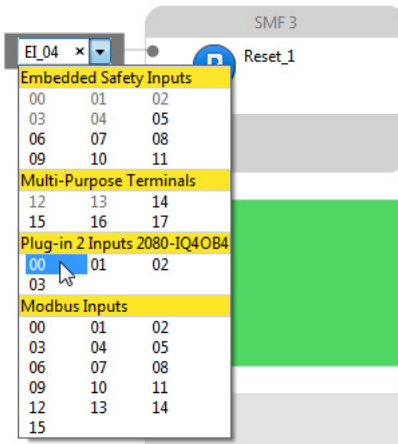 SMF 3
EI_04 ×
R Reset_1
Embedded Safety Inputs
00 01 02
03 04 05
06 07 08
09 10 11
Multi-Purpose Terminals
12 13 14
15 16 17
Plug-in 2 Inputs 2080-IQ4OB4
00 01 02
03
Modbus Inputs
00 01 02
03 04 05
06 07 08
09 10 11
12 13 14
15